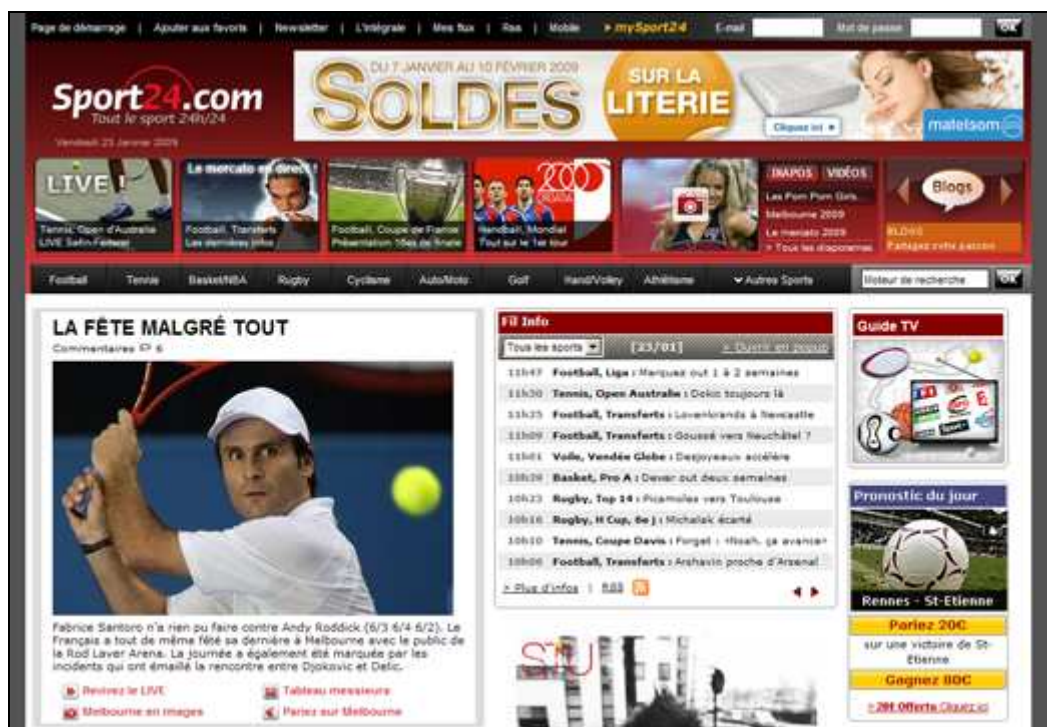 Page de démarrage | Ajouter aux favoris | Newsletter | L'intégrale | Mes flux | Rss | Mobile ▸ mySport24 E-mail Mot de passe OK
Sport24.com
Tout le sport 24h/24
Vendredi 23 Janvier 2009
DU 7 JANVIER AU 10 FÉVRIER 2009
SOLDES
SUR LA
LITERIE
Cliquez ici
matelsom
LIVE !
Tennis, Open d'Australie
LIVE Safin-Federer
Le mercato en direct !
Football, Transferts
Les dernières infos
Football, Coupe de France
Présentation 16es de finale
2009
CROATIA
Handball, Mondial
Tout sur le 1er tour
DIAPOS VIDÉOS
Les Pom Pom Girls
Melbourne 2009
Le mercato 2009
> Tous les diaporamas
Blogs
BLOGS
Partagez votre passion
Football Tennis Basket/NBA Rugby Cyclisme Auto/Moto Golf Hand/Volley Athlétisme Autres Sports Moteur de recherche OK
LA FÊTE MALGRÉ TOUT
Commentaires 6
Fabrice Santoro n'a rien pu faire contre Andy Roddick (6/3 6/4 6/2). Le
Français a tout de même fêté sa dernière à Melbourne avec le public de
la Rod Laver Arena. La journée a également été marquée par les
incidents qui ont émaillé la rencontre entre Djokovic et Delic.
Revivez le LIVE Tableau messieurs
Melbourne en images Pariez sur Melbourne
Fil Info
Tous les sports [23/01] > Ouvrir en popup
11h47 Football, Liga : Marquez out 1 à 2 semaines
11h30 Tennis, Open Australie : Dokic toujours là
11h25 Football, Transferts : Lovenkrands à Newcastle
11h09 Football, Transferts : Goussé vers Neuchâtel ?
11h01 Voile, Vendée Globe : Desjoyeaux accélère
10h39 Basket, Pro A : Dewar out deux semaines
10h23 Rugby, Top 14 : Picamoles vers Toulouse
10h16 Rugby, H Cup, 6e j : Michalak écarté
10h10 Tennis, Coupe Davis : Forget : «Noah, ça avance»
10h06 Football, Transferts : Arshavin proche d'Arsenal
> Plus d'infos | RSS
Guide TV
TF1
Sport+
Pronostic du jour
Rennes - St-Etienne
Pariez 20€
sur une victoire de St-
Etienne
Gagnez 80€
> 20€ Offerts Cliquez ici